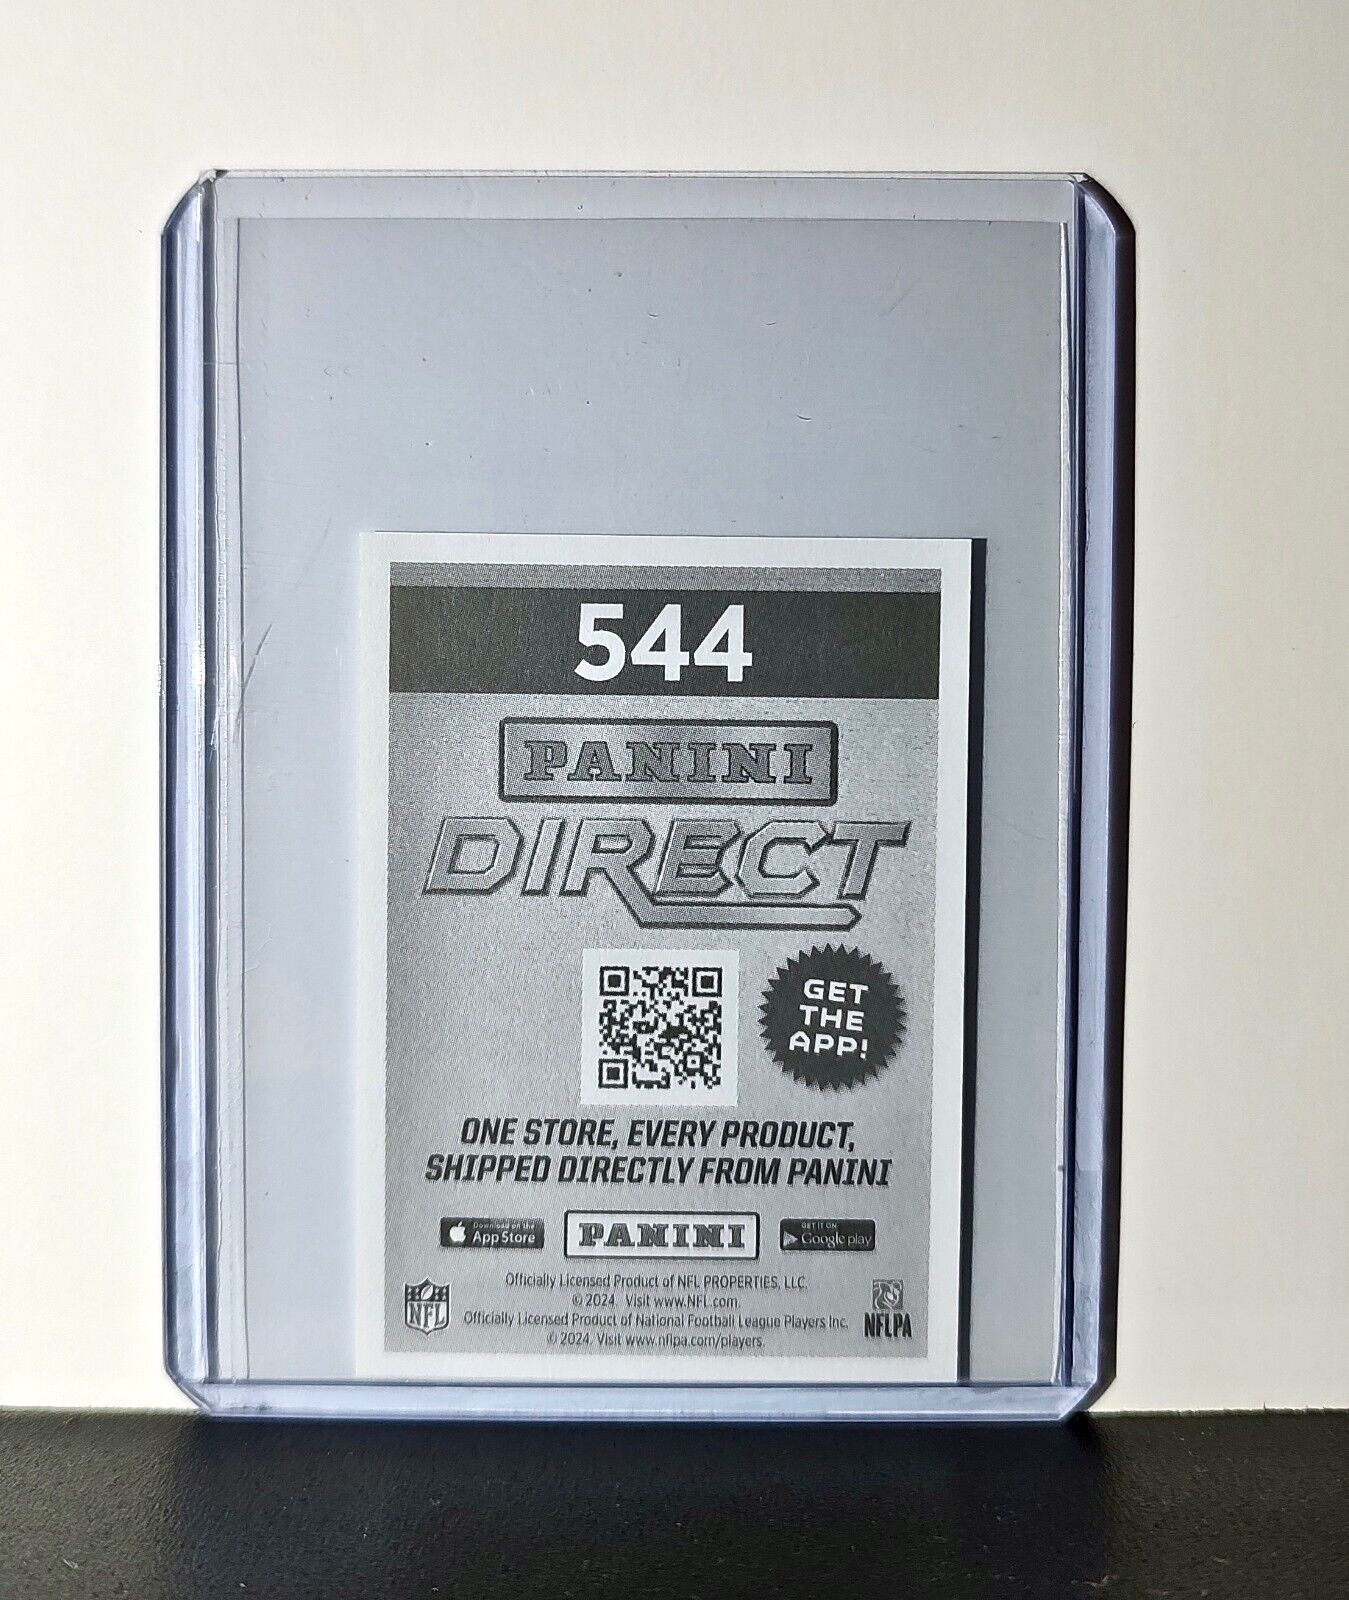 544
PANINI
DIRECT
GET
THE
APP!
ONE STORE, EVERY PRODUCT,
SHIPPED DIRECTLY FROM PANINI
Download on the
App Store
PANINI
GET IT ON
Google play
Officially Licensed Product of NFL PROPERTIES, LLC.
© 2024. Visit www.NFL.com.
NFL
Officially Licensed Product of National Football League Players Inc.
© 2024. Visit www.nflpa.com/players.
NFLPA